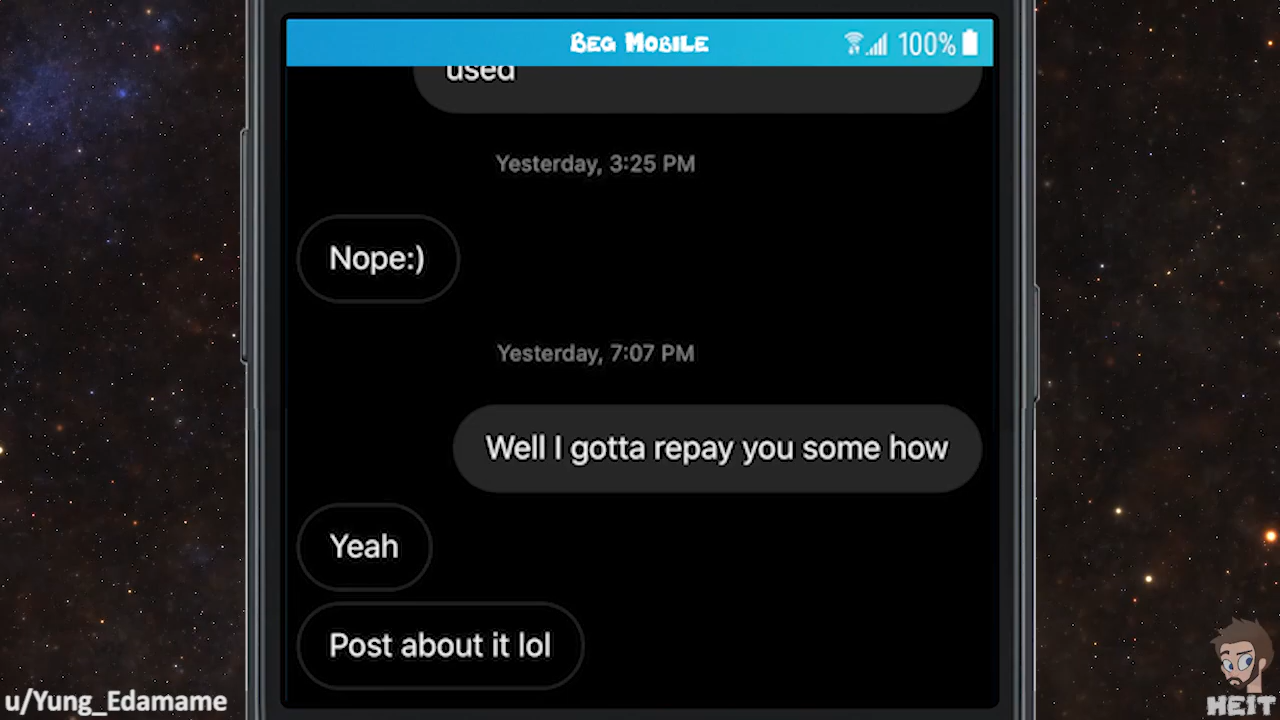 BEG MOBILE
100%
used
Yesterday, 3:25 PM
Nope:)
Yesterday, 7:07 PM
Well I gotta repay you some how
Yeah
Post about it lol
u/Yung_Edamame
HEIT